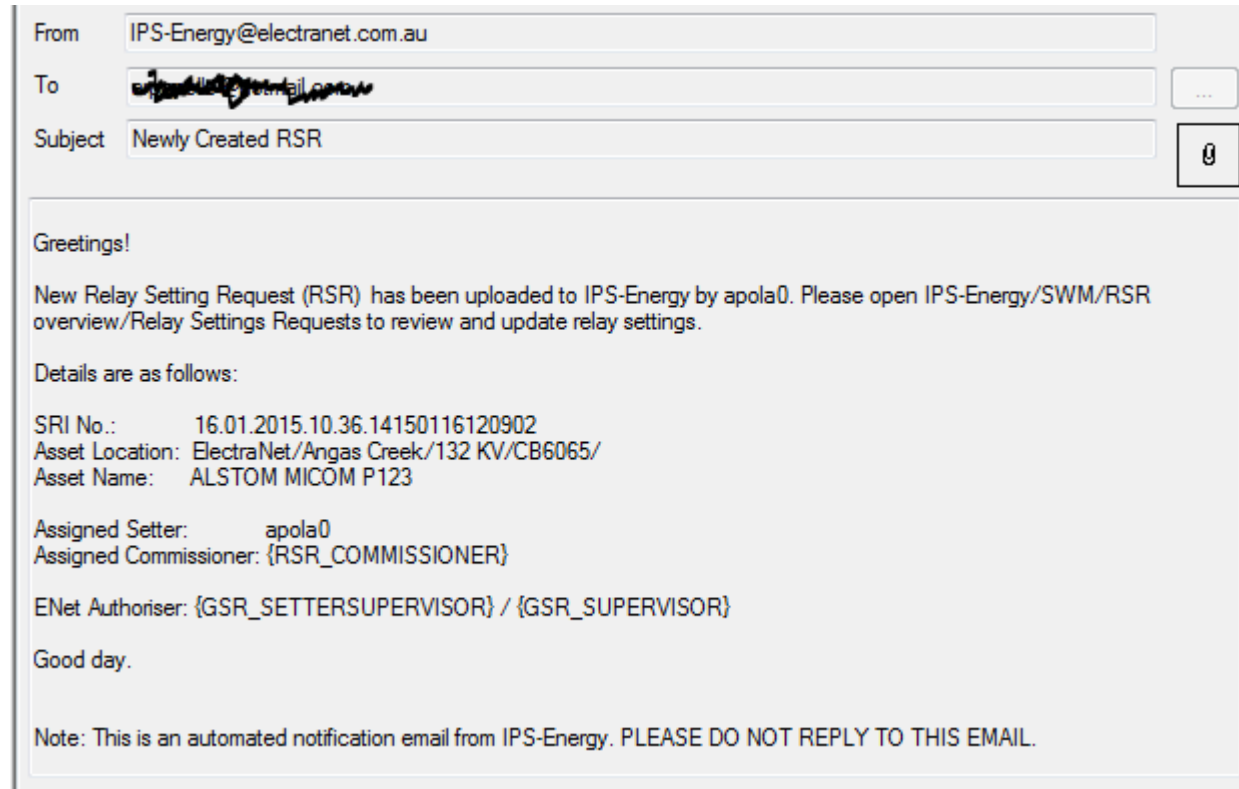 From IPS-Energy@electranet.com.au
To
...
Subject Newly Created RSR
Greetings!
New Relay Setting Request (RSR) has been uploaded to IPS-Energy by apola0. Please open IPS-Energy/SWM/RSR
overview/Relay Settings Requests to review and update relay settings.
Details are as follows:
SRI No.: 16.01.2015.10.36.14150116120902
Asset Location: ElectraNet/Angas Creek/132 KV/CB6065/
Asset Name: ALSTOM MICOM P123
Assigned Setter: apola0
Assigned Commissioner: {RSR_COMMISSIONER}
ENet Authoriser: {GSR_SETTERSUPERVISOR} / {GSR_SUPERVISOR}
Good day.
Note: This is an automated notification email from IPS-Energy. PLEASE DO NOT REPLY TO THIS EMAIL.